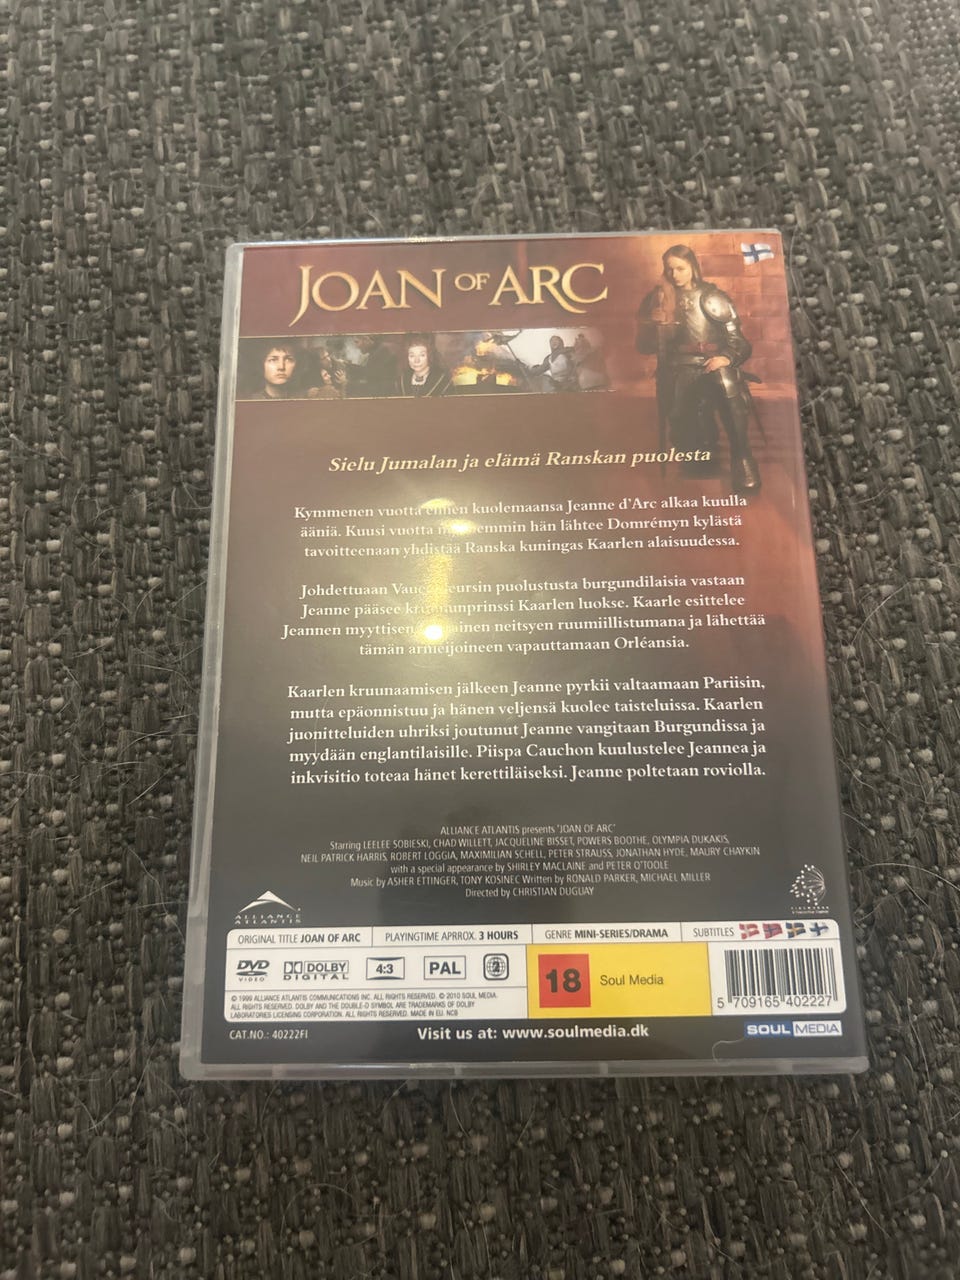 JOAN OF ARC
Sielu Jumalan ja elämä Ranskan puolesta
Kymmenen vuotta ennen kuolemaansa Jeanne d'Arc alkaa kuulla
ääniä. Kuusi vuotta myöhemmin hän lähtee Domrémyn kylästä
tavoitteenaan yhdistää Ranska kuningas Kaarlen alaisuudessa.
Johdettuaan Vaucouleursin puolustusta burgundilaisia vastaan
Jeanne pääsee kruununprinssi Kaarlen luokse. Kaarle esittelee
Jeannen myyttisen neitsyen ruumiillistumana ja lähettää
tämän armeijoineen vapauttamaan Orléansia.
Kaarlen kruunaamisen jälkeen Jeanne pyrkii valtaamaan Pariisin,
mutta epäonnistuu ja hänen veljensä kuolee taisteluissa. Kaarlen
juonitteluiden uhriksi joutunut Jeanne vangitaan Burgundissa ja
myydään englantilaisille. Piispa Cauchon kuulustelee Jeannea ja
inkvisitio toteaa hänet kerettiläiseksi. Jeanne poltetaan roviolla.
ALLIANCE ATLANTIS presents "JOAN OF ARC"
Starring LEELEE SOBIESKI, CHAD WILLETT, JACQUELINE BISSET, POWERS BOOTHE, OLYMPIA DUKAKIS,
NEIL PATRICK HARRIS, ROBERT LOGGIA, MAXIMILIAN SCHELL, PETER STRAUSS, JONATHAN HYDE, MAURY CHAYKIN
with a special appearance by SHIRLEY MACLAINE and PETER O'TOOLE
Music by ASHER ETTINGER, TONY KOSINEC Written by RONALD PARKER, MICHAEL MILLER
Directed by CHRISTIAN DUGUAY
ALLIANCE
ATLANTIS
ORIGINAL TITLE JOAN OF ARC PLAYINGTIME APRROX. 3 HOURS GENRE MINI-SERIES/DRAMA SUBTITLES
DVD VIDEO DOLBY DIGITAL 4:3 PAL 2
18 Soul Media
© 1999 ALLIANCE ATLANTIS COMMUNICATIONS INC. ALL RIGHTS RESERVED. © 2010 SOUL MEDIA.
ALL RIGHTS RESERVED. DOLBY AND THE DOUBLE-D SYMBOL ARE TRADEMARKS OF DOLBY
LABORATORIES LICENSING CORPORATION. ALL RIGHTS RESERVED. MADE IN EU. NCB
5 709165 402227
CAT.NO.: 40222FI Visit us at: www.soulmedia.dk SOUL MEDIA